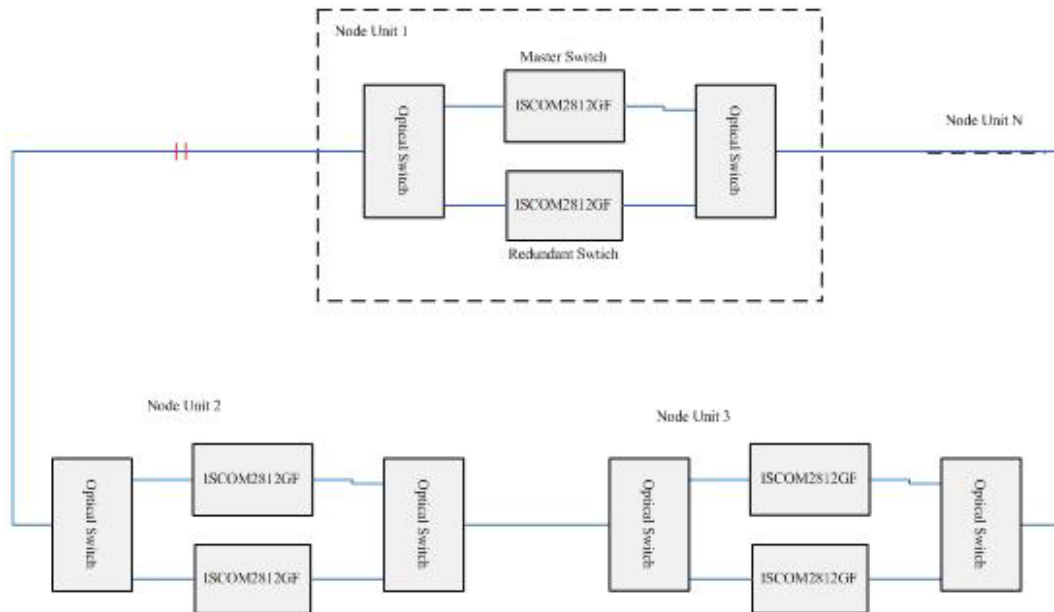 Node Unit 1
Master Switch
ISCOM2812GF
Optical Switch
Optical Switch
Node Unit N
ISCOM2812GF
Redundant Swtich
Node Unit 2
Node Unit 3
Optical Switch
ISCOM2812GF
Optical Switch
Optical Switch
ISCOM2812GF
Optical Switch
ISCOM2812GF
ISCOM2812GF